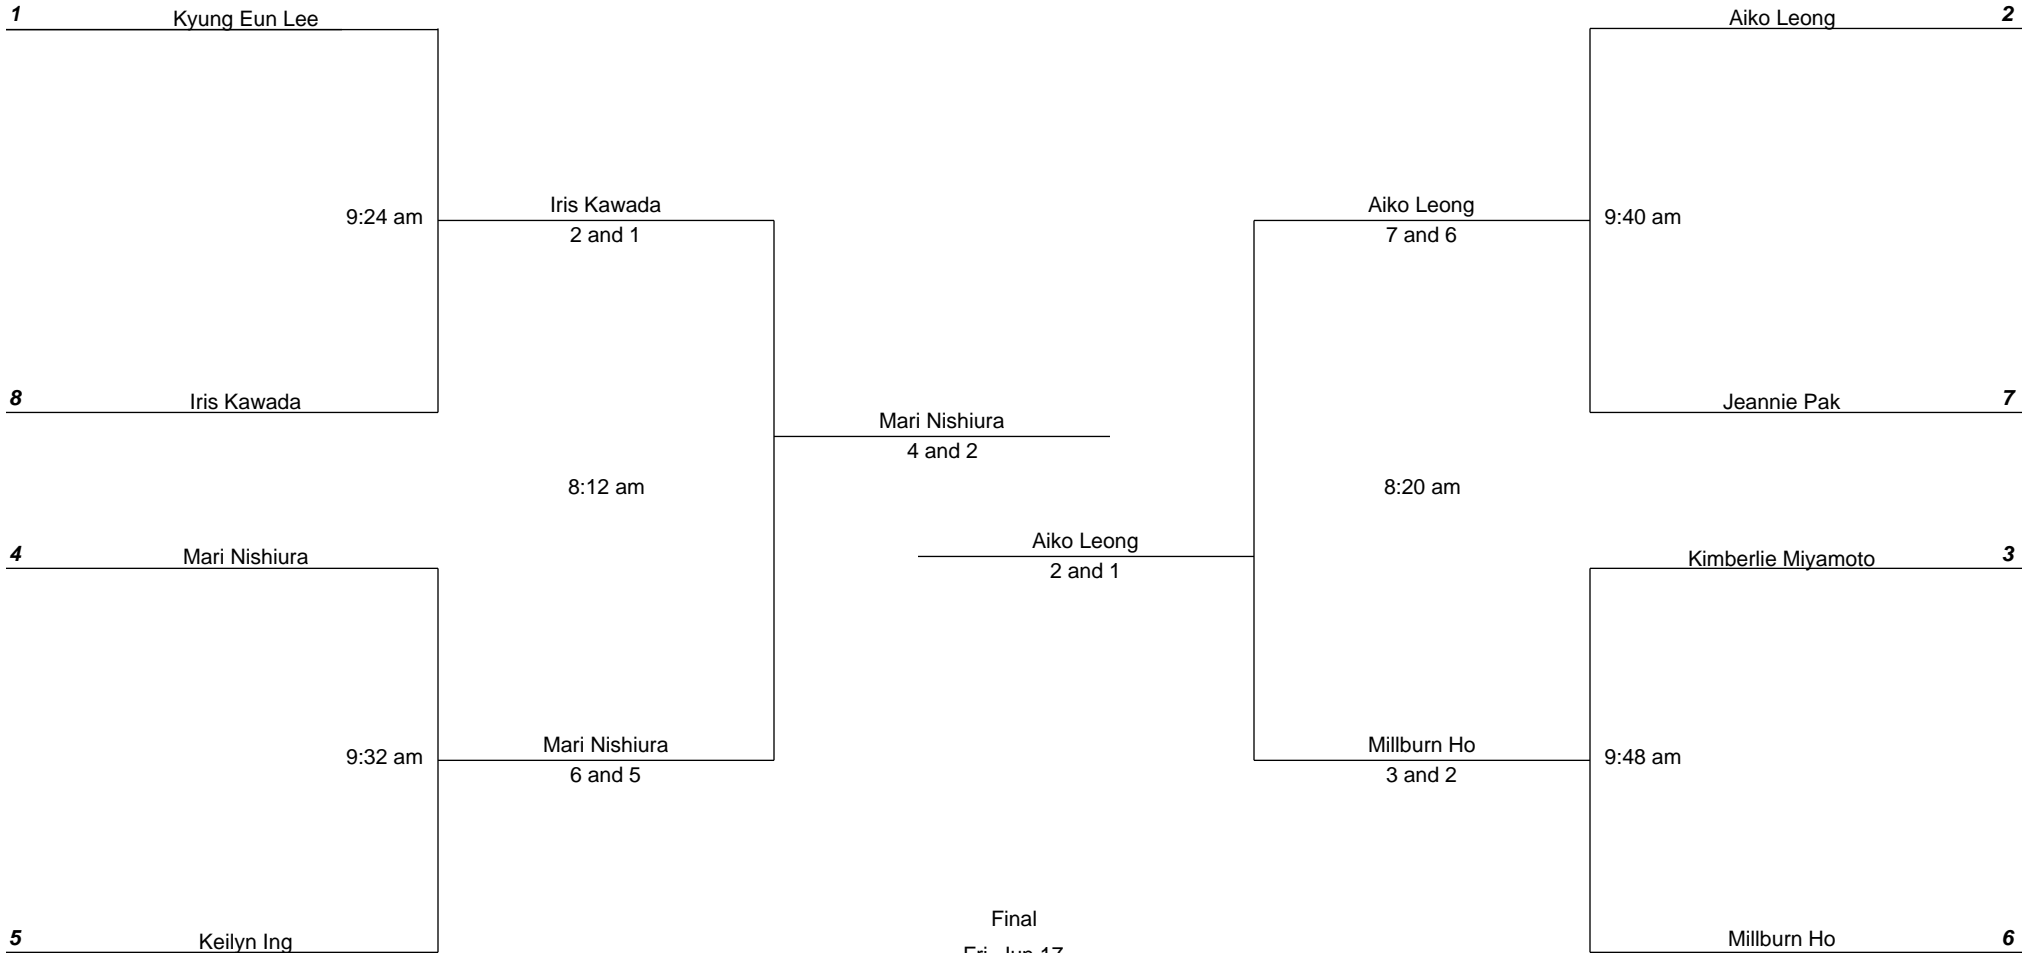 1
Kyung Eun Lee
Aiko Leong
2
9:24 am
Iris Kawada
2 and 1
Aiko Leong
7 and 6
9:40 am
8
Iris Kawada
Mari Nishiura
4 and 2
Jeannie Pak
7
8:12 am
8:20 am
4
Mari Nishiura
Aiko Leong
2 and 1
Kimberlie Miyamoto
3
9:32 am
Mari Nishiura
6 and 5
Millburn Ho
3 and 2
9:48 am
5
Keilyn Ing
Final
Fri, Jun 17
Millburn Ho
6